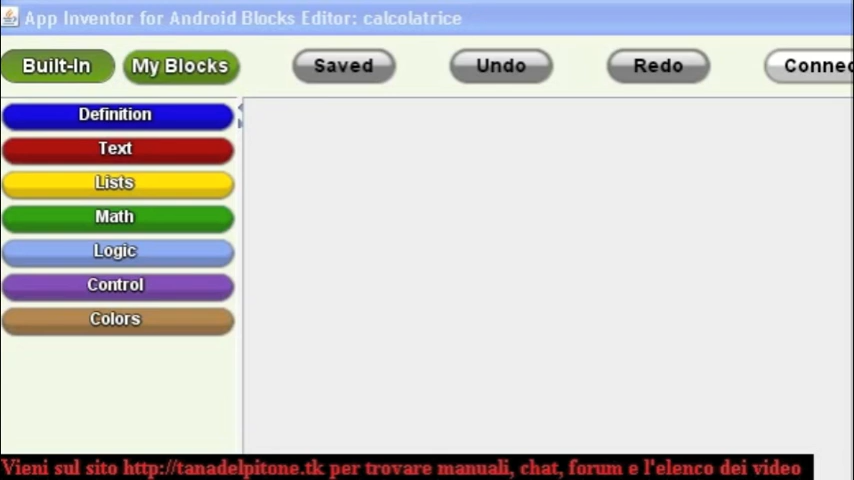 App Inventor for Android Blocks Editor: calcolatrice
Built-In My Blocks Saved Undo Redo Connec
Definition
Text
Lists
Math
Logic
Control
Colors
Vieni sul sito http://tanadelpitone.tk per trovare manuali, chat, forum e l'elenco dei video